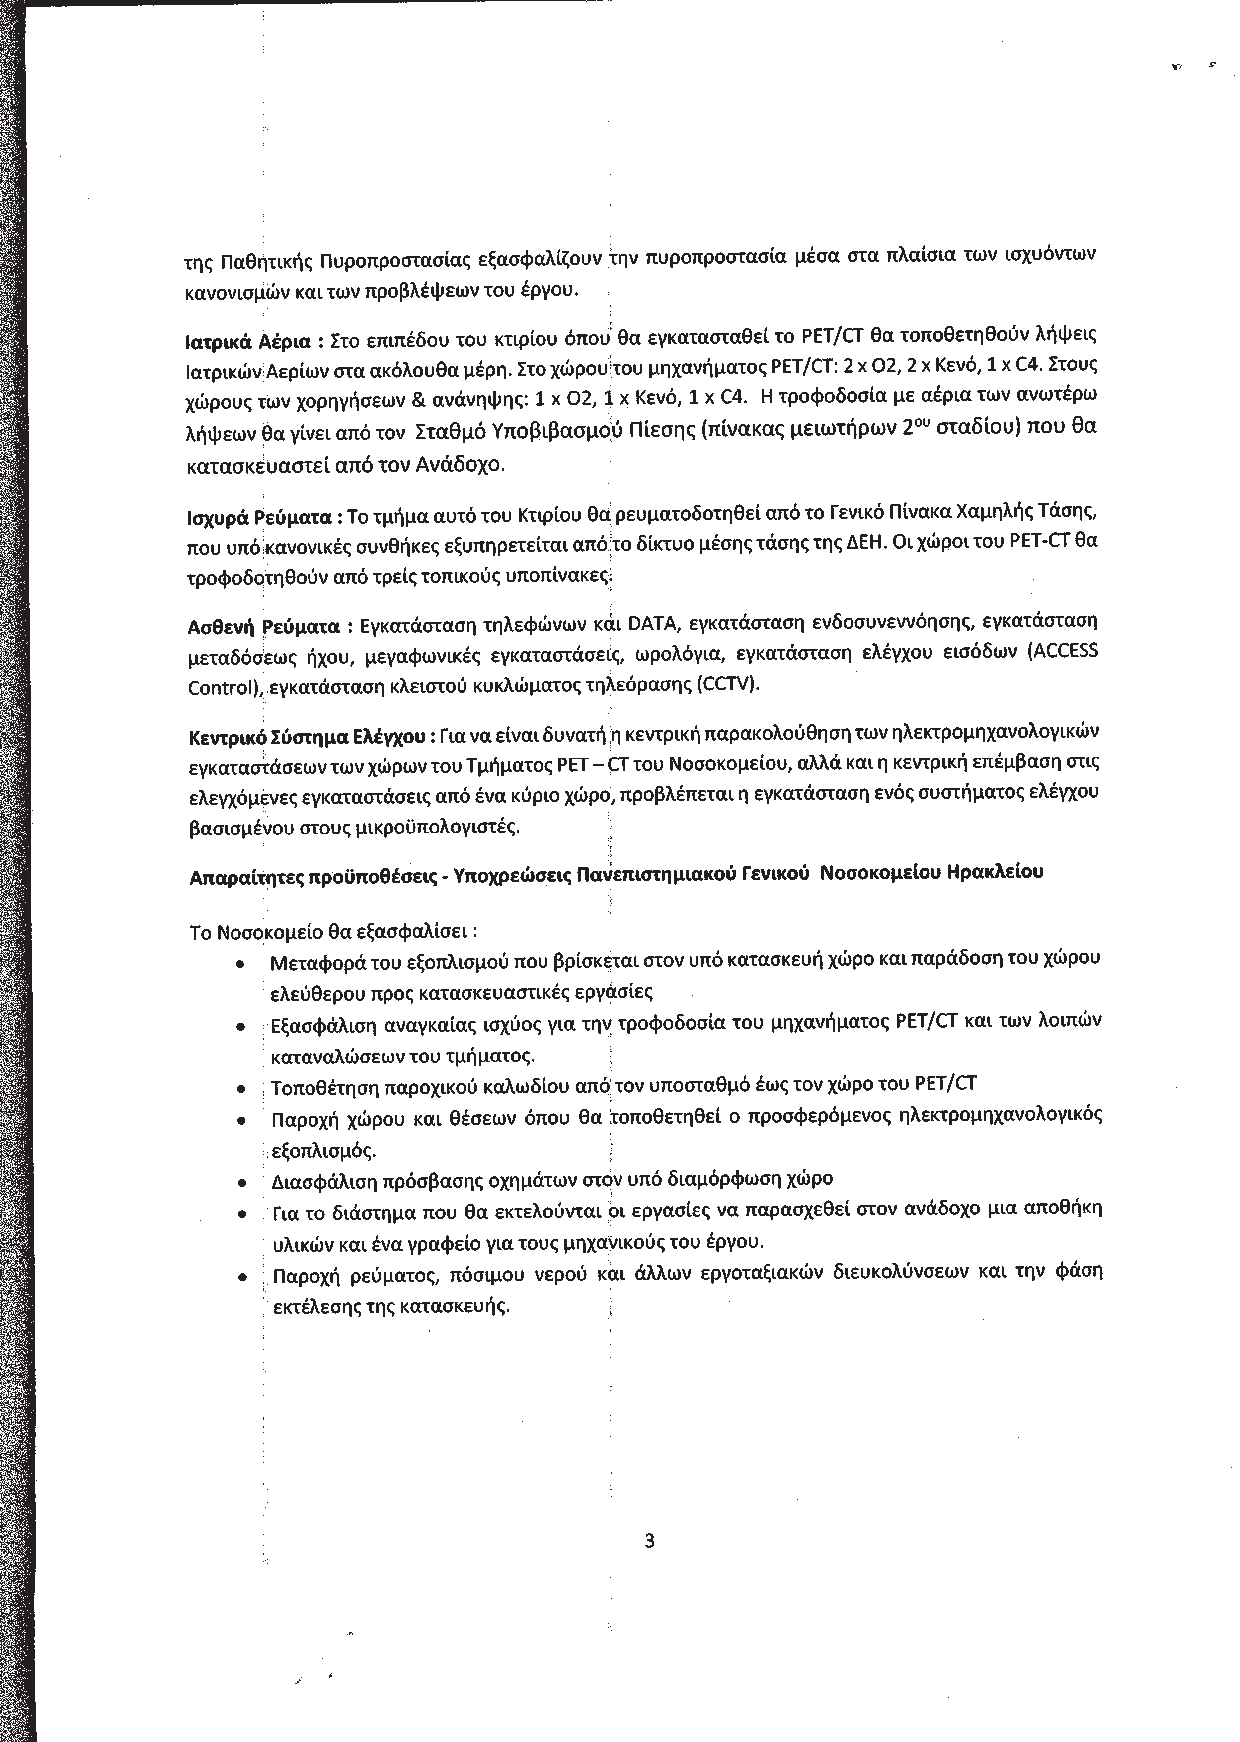 της Παθητικής Πυροπροστασίας εξασφαλίζουν την πυροπροστασία μέσα στα πλαίσια των ισχυόντων
κανονισμών και των προβλέψεων του έργου.
Ιατρικά Αέρια : Στο επιπέδου του κτιρίου όπου θα εγκατασταθεί το PET/CT θα τοποθετηθούν λήψεις
Ιατρικών Αερίων στα ακόλουθα μέρη. Στο χώρου του μηχανήματος PET/CT: 2 x O2, 2 x Κενό, 1 x C4. Στους
χώρους των χορηγήσεων & ανάνηψης: 1 x O2, 1 x Κενό, 1 x C4. Η τροφοδοσία με αέρια των ανωτέρω
λήψεων θα γίνει από τον Σταθμό Υποβιβασμού Πίεσης (πίνακας μειωτήρων 2ου σταδίου) που θα
κατασκευαστεί από τον Ανάδοχο.
Ισχυρά Ρεύματα : Το τμήμα αυτό του Κτιρίου θα ρευματοδοτηθεί από το Γενικό Πίνακα Χαμηλής Τάσης,
που υπό κανονικές συνθήκες εξυπηρετείται από το δίκτυο μέσης τάσης της ΔΕΗ. Οι χώροι του PET-CT θα
τροφοδοτηθούν από τρείς τοπικούς υποπίνακες.
Ασθενή Ρεύματα : Εγκατάσταση τηλεφώνων και DATA, εγκατάσταση ενδοσυνεννόησης, εγκατάσταση
μεταδόσεως ήχου, μεγαφωνικές εγκαταστάσεις, ωρολόγια, εγκατάσταση ελέγχου εισόδων (ACCESS
Control), εγκατάσταση κλειστού κυκλώματος τηλεόρασης (CCTV).
Κεντρικό Σύστημα Ελέγχου : Για να είναι δυνατή η κεντρική παρακολούθηση των ηλεκτρομηχανολογικών
εγκαταστάσεων των χώρων του Τμήματος PET – CT του Νοσοκομείου, αλλά και η κεντρική επέμβαση στις
ελεγχόμενες εγκαταστάσεις από ένα κύριο χώρο, προβλέπεται η εγκατάσταση ενός συστήματος ελέγχου
βασισμένου στους μικροϋπολογιστές.
Απαραίτητες προϋποθέσεις - Υποχρεώσεις Πανεπιστημιακού Γενικού Νοσοκομείου Ηρακλείου
Το Νοσοκομείο θα εξασφαλίσει :
• Μεταφορά του εξοπλισμού που βρίσκεται στον υπό κατασκευή χώρο και παράδοση του χώρου
ελεύθερου προς κατασκευαστικές εργάσίες
• Εξασφάλιση αναγκαίας ισχύος για την τροφοδοσία του μηχανήματος PET/CT και των λοιπών
καταναλώσεων του τμήματος.
• Τοποθέτηση παροχικού καλωδίου από τον υποσταθμό έως τον χώρο του PET/CT
• Παροχή χώρου και θέσεων όπου θα τοποθετηθεί ο προσφερόμενος ηλεκτρομηχανολογικός
εξοπλισμός.
• Διασφάλιση πρόσβασης οχημάτων στον υπό διαμόρφωση χώρο
• Για το διάστημα που θα εκτελούνται οι εργασίες να παρασχεθεί στον ανάδοχο μια αποθήκη
υλικών και ένα γραφείο για τους μηχανικούς του έργου.
• Παροχή ρεύματος, πόσιμου νερού και άλλων εργοταξιακών διευκολύνσεων και την φάση
εκτέλεσης της κατασκευής.
3